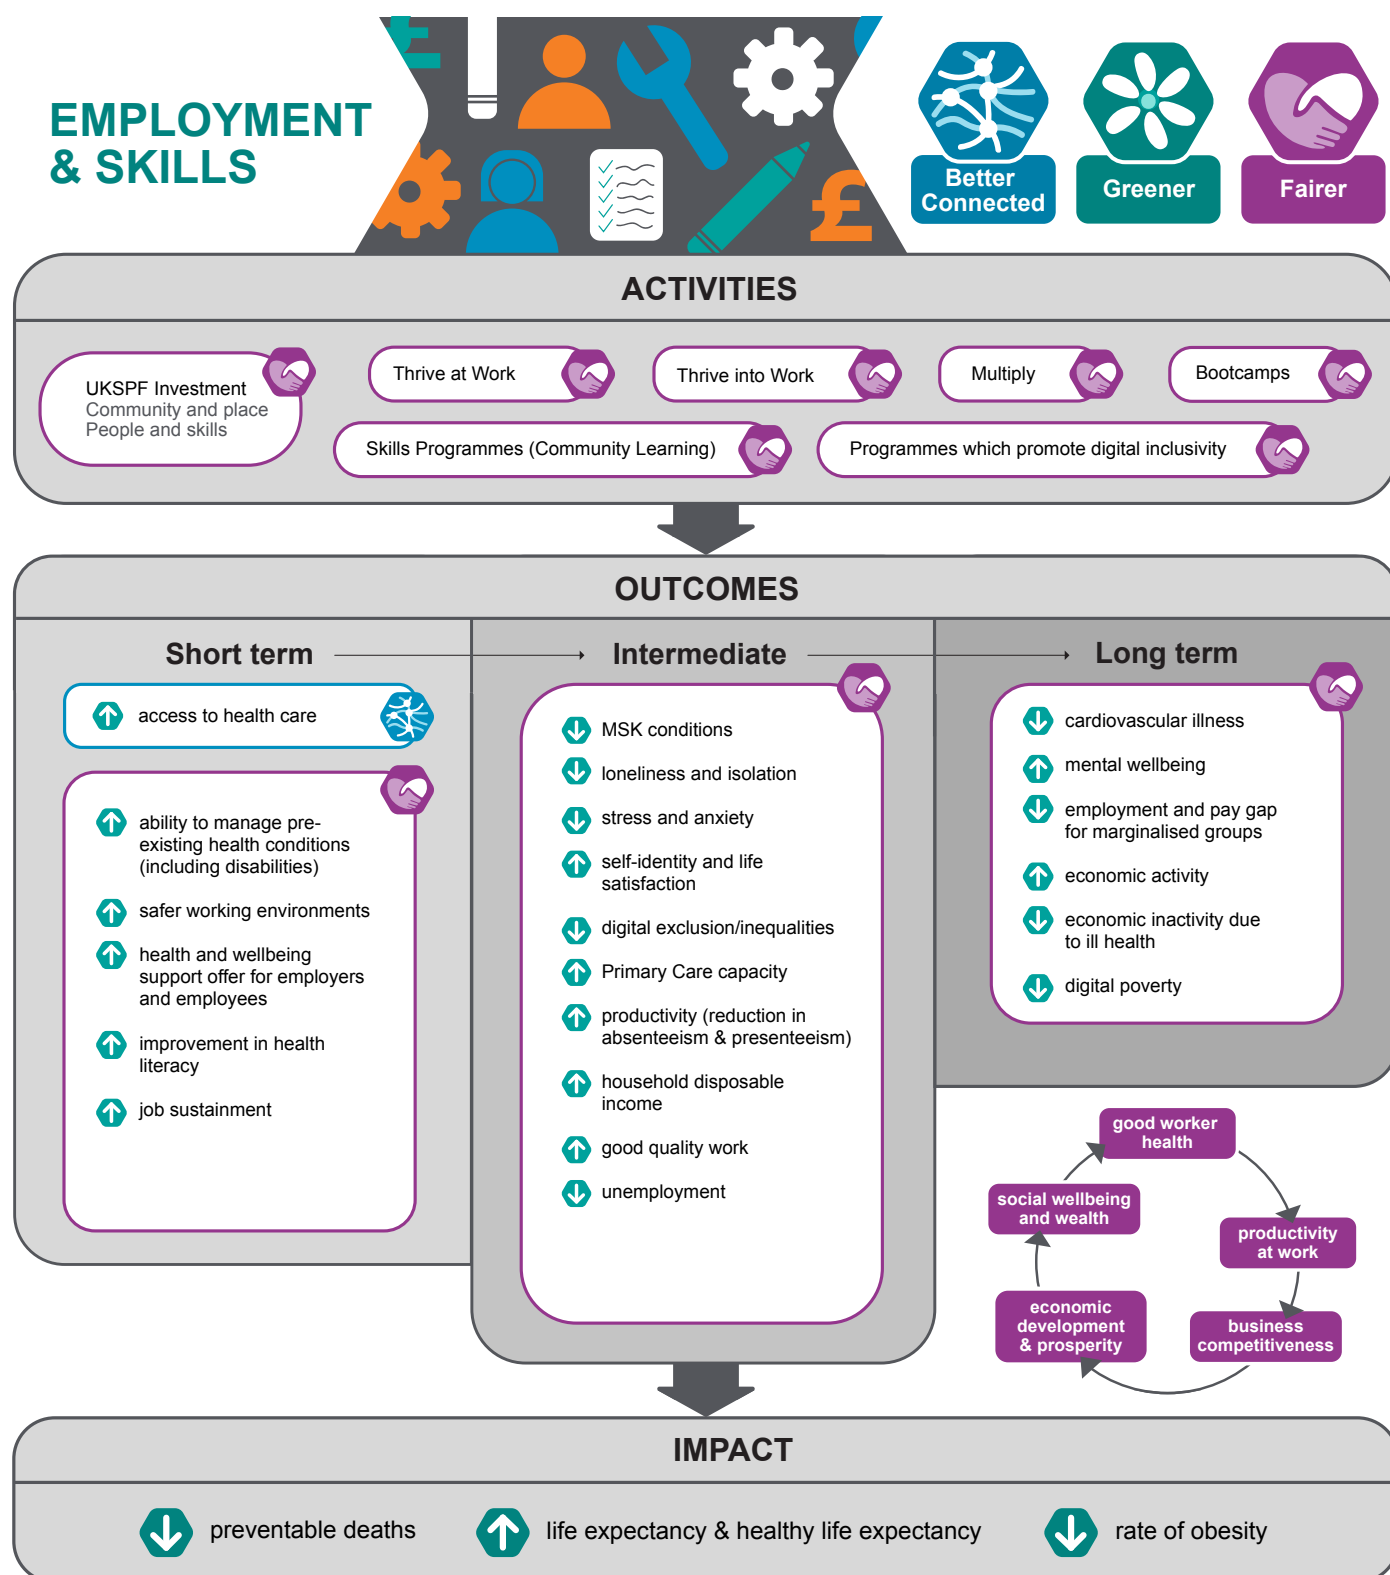 EMPLOYMENT
& SKILLS
Better
Connected
Greener
Fairer
ACTIVITIES
UKSPF Investment
Community and place
People and skills
Thrive at Work
Thrive into Work
Multiply
Bootcamps
Skills Programmes (Community Learning)
Programmes which promote digital inclusivity
OUTCOMES
Short term
access to health care
ability to manage pre-
existing health conditions
(including disabilities)
safer working environments
health and wellbeing
support offer for employers
and employees
improvement in health
literacy
job sustainment
Intermediate
MSK conditions
loneliness and isolation
stress and anxiety
self-identity and life
satisfaction
digital exclusion/inequalities
Primary Care capacity
productivity (reduction in
absenteeism & presenteeism)
household disposable
income
good quality work
unemployment
Long term
cardiovascular illness
mental wellbeing
employment and pay gap
for marginalised groups
economic activity
economic inactivity due
to ill health
digital poverty
good worker
health
productivity
at work
business
competitiveness
economic
development
& prosperity
social wellbeing
and wealth
IMPACT
preventable deaths
life expectancy & healthy life expectancy
rate of obesity